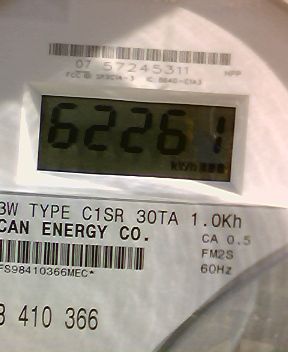 07 57245311
NPP
62261
kWh
3W TYPE C1SR 30TA 1.0Kh
CAN ENERGY CO.
CA 0.5
FM2S
60Hz
FS98410366MEC*
410 366